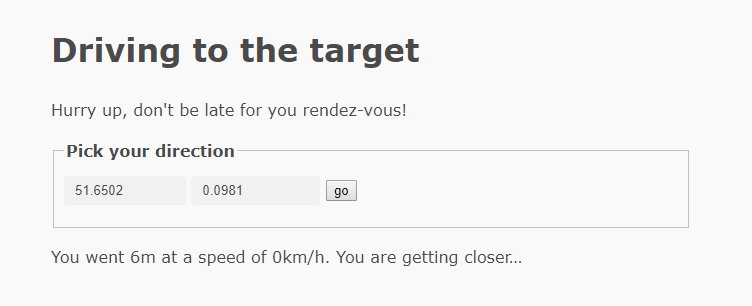 Driving to the target
Hurry up, don't be late for you rendez-vous!
Pick your direction
51.6502 0.0981 go
You went 6m at a speed of 0km/h. You are getting closer...